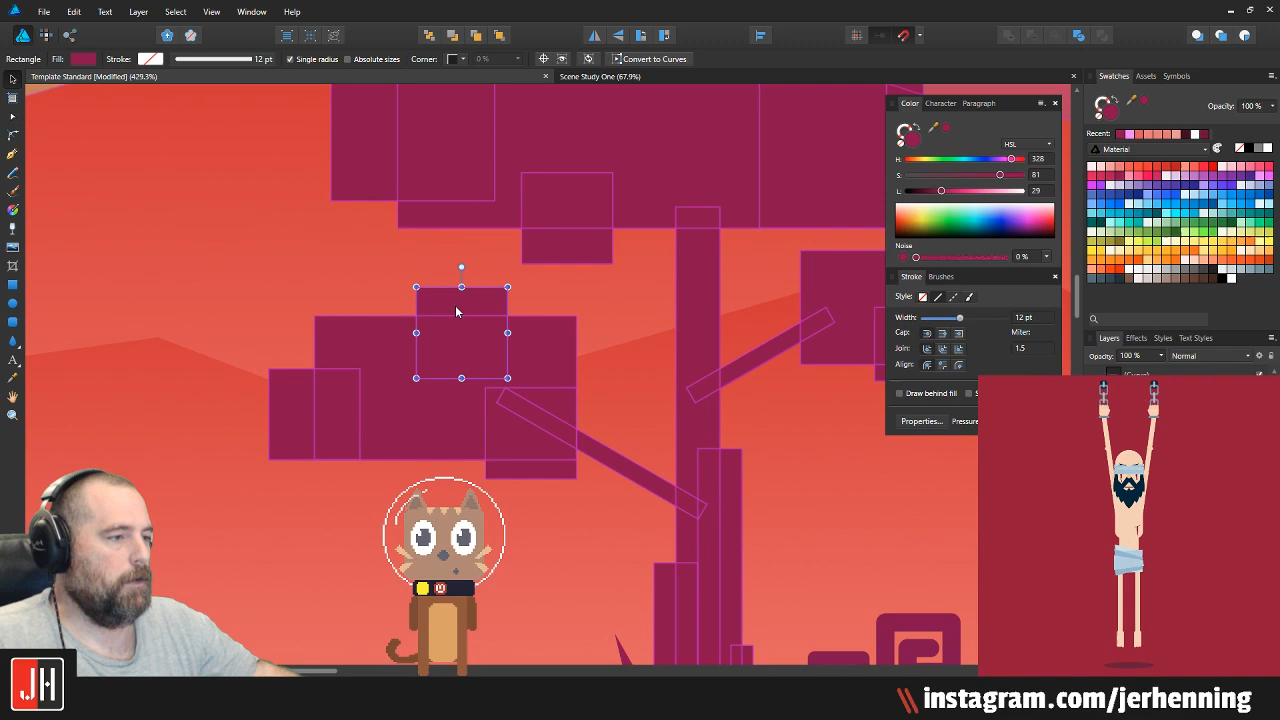 File Edit Text Layer Select View Window Help
Rectangle Fill: Stroke: 12 pt Single radius Absolute sizes Corner: 0 % Convert to Curves
Template Standard [Modified] (429.3%) Scene Study One (67.9%)
Swatches Assets Symbols
Opacity: 100 %
Recent:
Material
Color Character Paragraph
HSL
H: 328
S: 81
L: 29
Noise
0 %
Stroke Brushes
Style:
Width: 12 pt
Cap: Miter:
Join: 1.5
Align:
Draw behind fill
Properties... Pressure
Layers Effects Styles Text Styles
Opacity: 100 % Normal
(Curve)
JH
\\ instagram.com/jerhenning